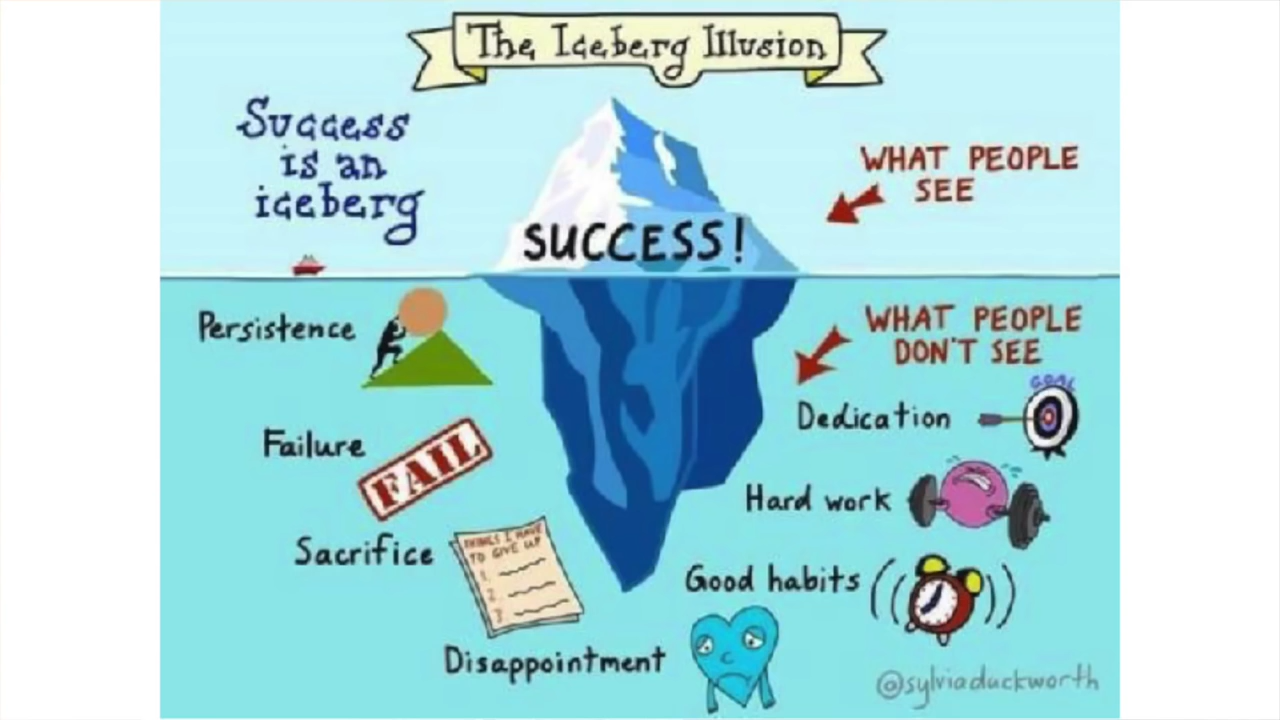 The Iceberg Illusion
Success
is an
iceberg
WHAT PEOPLE
SEE
SUCCESS!
WHAT PEOPLE
DON'T SEE
Persistence
Failure
FAIL
Sacrifice
THINGS I HAVE
TO GIVE UP
1.
2.
3.
Disappointment
GOAL
Dedication
Hard work
Good habits
@sylviaduckworth